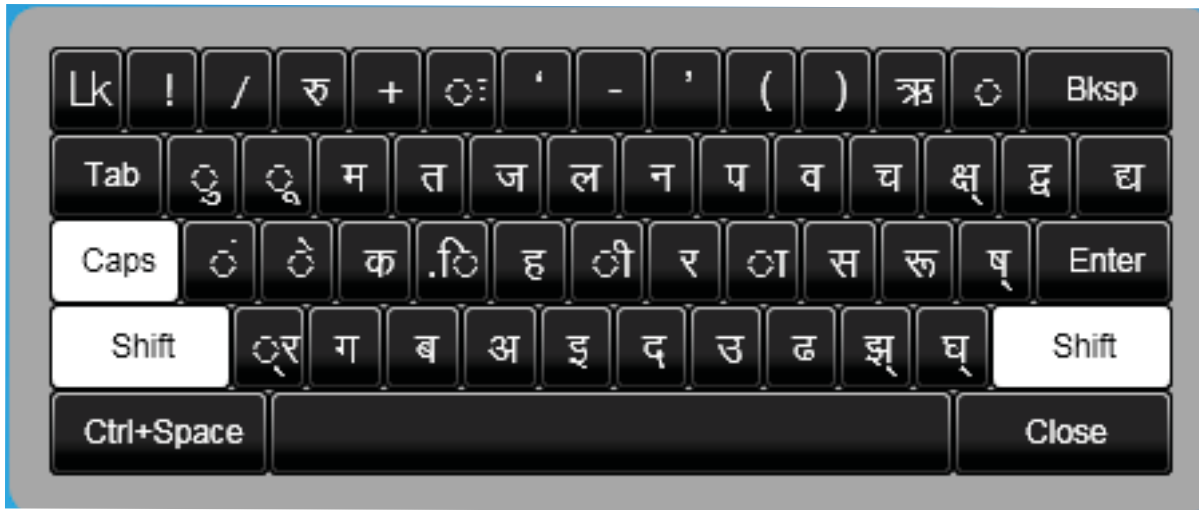 Lk ! / रु + ः ‘ - ’ ( ) ऋ ़ Bksp
Tab ु ू म त ज ल न प व च क्ष् द्व द्य
Caps ं े क .ि ह ी र ा स रू ष् Enter
Shift ्र ग ब अ इ द उ ढ झ् घ् Shift
Ctrl+Space Close